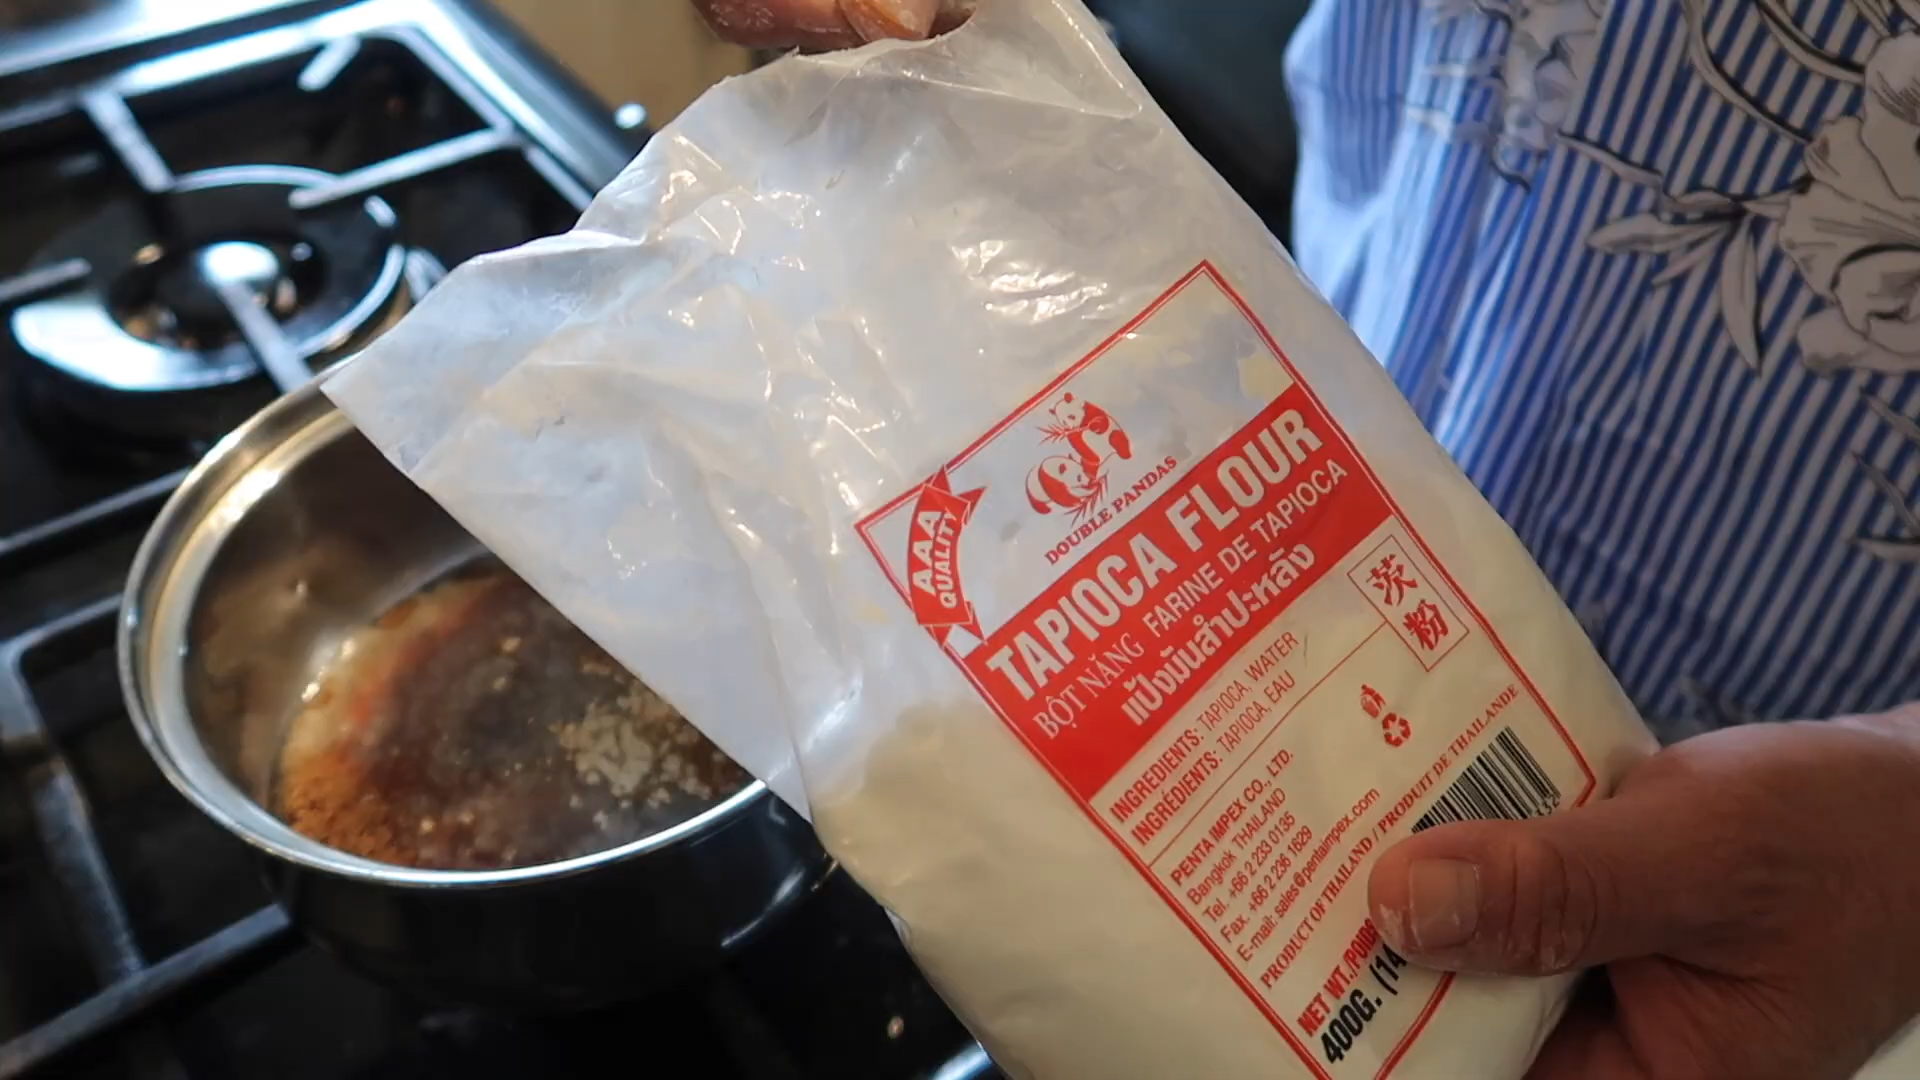 AAA
QUALITY
DOUBLE PANDAS
TAPIOCA FLOUR
BỘT NĂNG FARINE DE TAPIOCA
แป้งมันสำปะหลัง
茨
粉
INGREDIENTS: TAPIOCA, WATER
INGRÉDIENTS: TAPIOCA, EAU
PENTA IMPEX CO., LTD.
Bangkok THAILAND
Tel. +66 2 233 0135
Fax. +66 2 236 1629
E-mail: sales@pentaimpex.com
PRODUCT OF THAILAND / PRODUIT DE THAILANDE
NET WT./POIDS
400G. (14